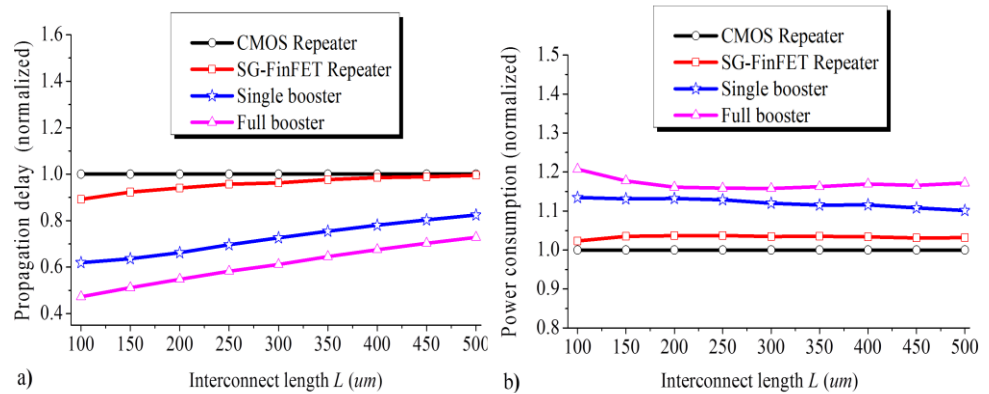 1.6
1.4
1.2
1.0
0.8
0.6
0.4
Propagation delay (normalized)
CMOS Repeater
SG-FinFET Repeater
Single booster
Full booster
100 150 200 250 300 350 400 450 500
Interconnect length L (um)
a)
1.5
1.4
1.3
1.2
1.1
1.0
0.9
0.8
Power consumption (normalized)
CMOS Repeater
SG-FinFET Repeater
Single booster
Full booster
100 150 200 250 300 350 400 450 500
Interconnect length L (um)
b)